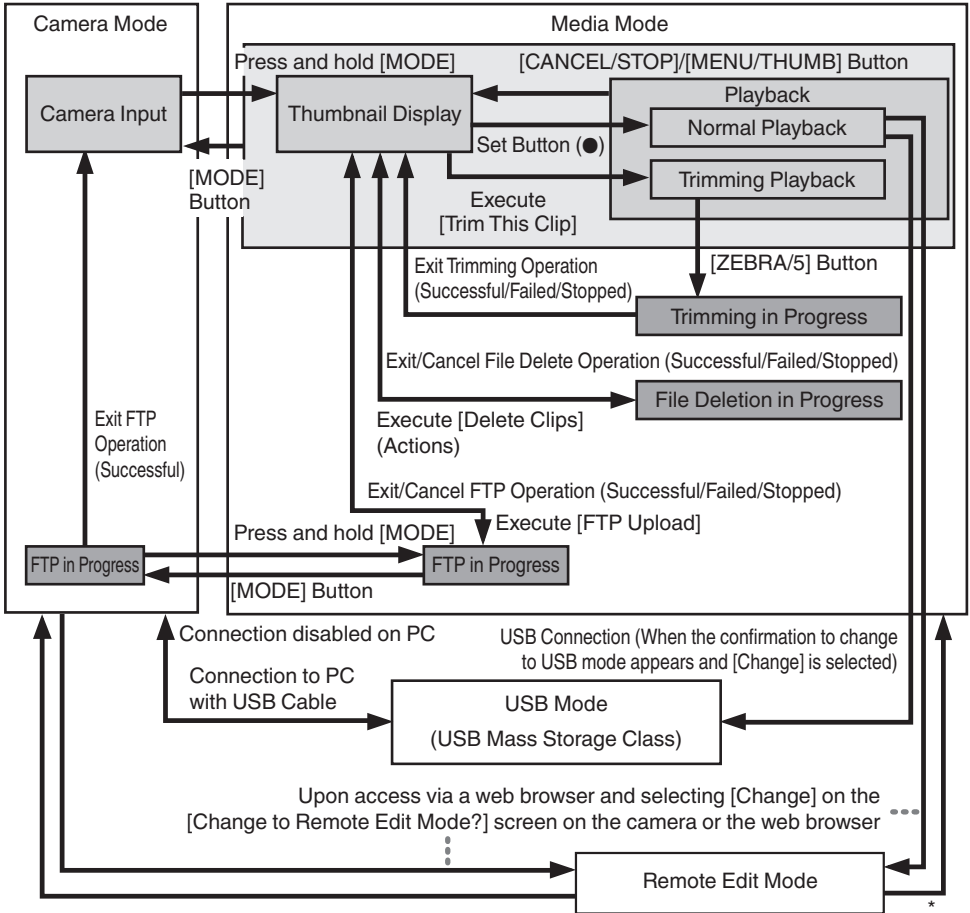 Camera Mode
Media Mode
Press and hold [MODE]
[CANCEL/STOP]/[MENU/THUMB] Button
Camera Input
Thumbnail Display
Playback
Normal Playback
Set Button (●)
[MODE]
Button
Trimming Playback
Execute
[Trim This Clip]
Exit Trimming Operation
(Successful/Failed/Stopped)
[ZEBRA/5] Button
Trimming in Progress
Exit/Cancel File Delete Operation (Successful/Failed/Stopped)
File Deletion in Progress
Execute [Delete Clips]
(Actions)
Exit FTP
Operation
(Successful)
Exit/Cancel FTP Operation (Successful/Failed/Stopped)
Execute [FTP Upload]
Press and hold [MODE]
FTP in Progress
FTP in Progress
[MODE] Button
Connection disabled on PC
USB Connection (When the confirmation to change
to USB mode appears and [Change] is selected)
Connection to PC
with USB Cable
USB Mode
(USB Mass Storage Class)
Upon access via a web browser and selecting [Change] on the
[Change to Remote Edit Mode?] screen on the camera or the web browser
Remote Edit Mode
*